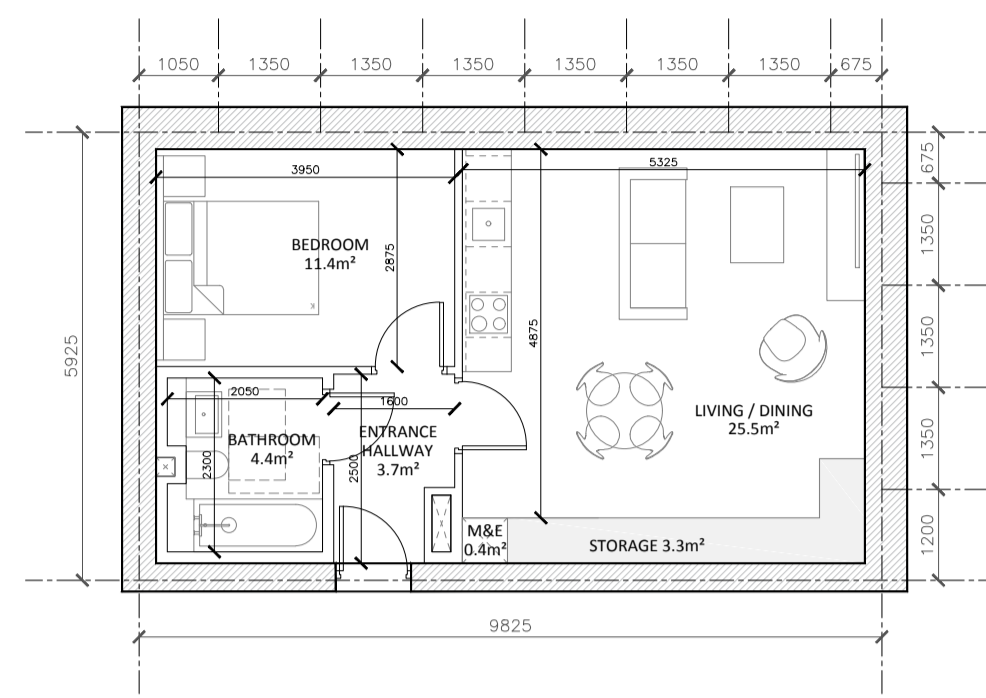 1050 1350 1350 1350 1350 1350 1350 675
3950
5325
675
1350
1350
1350
1200
5925
BEDROOM
11.4m²
2875
4875
2050
1600
BATHROOM
4.4m²
2300
ENTRANCE
HALLWAY
3.7m²
2500
LIVING / DINING
25.5m²
M&E
0.4m²
STORAGE 3.3m²
9825